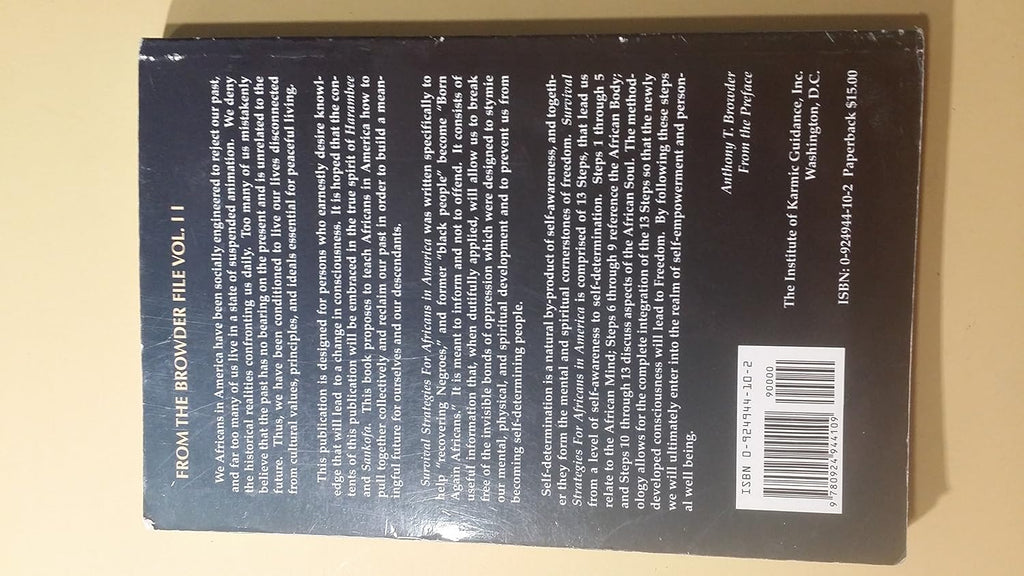 FROM THE BROWDER FILE VOL. 11
We Africans in America have been socially engineered to reject our past,
and far too many of us live in a state of suspended animation. We deny
the historical realities confronting us daily. Too many of us mistakenly
believe that the past has no bearing on the present and is unrelated to the
future. Thus, we have been conditioned to live our lives disconnected
from cultural values, principles, and ideals essential for peaceful living.
This publication is designed for persons who earnestly desire knowl-
edge that will lead to a change in consciousness. It is hoped that the con-
tents of this publication will be embraced in the true spirit of Harambee
and Sankofa. This book proposes to teach Africans in America how to
pull together collectively and reclaim our past in order to build a mean-
ingful future for ourselves and our descendants.
Survival Strategies For Africans in America was written specifically to
help "recovering Negroes," and former "black people" become "Born
Again Africans." It is meant to inform and not to offend. It consists of
useful information that, when dutifully applied, will allow us to break
free of the invisible bonds of oppression which were designed to stymie
our mental, physical, and spiritual development and to prevent us from
becoming self-determining people.
Self-determination is a natural by-product of self-awareness, and togeth-
er they form the mental and spiritual cornerstones of freedom. Survival
Strategies For Africans in America is comprised of 13 Steps, that lead us
from a level of self-awareness to self-determination. Steps 1 through 5
relate to the African Mind; Steps 6 through 9 reference the African Body;
and Steps 10 through 13 discuss aspects of the African Soul. The method-
ology allows for the complete integration of the 13 Steps so that the newly
developed consciousness will lead to Freedom. By following these steps
we will ultimately enter into the realm of self-empowerment and person-
al well being.
Anthony T. Browder
From the Preface
The Institute of Karmic Guidance, Inc.
Washington, D.C.
ISBN: 0-924944-10-2 Paperback $15.00
ISBN 0-924944-10-2
90000
9 780924 944109